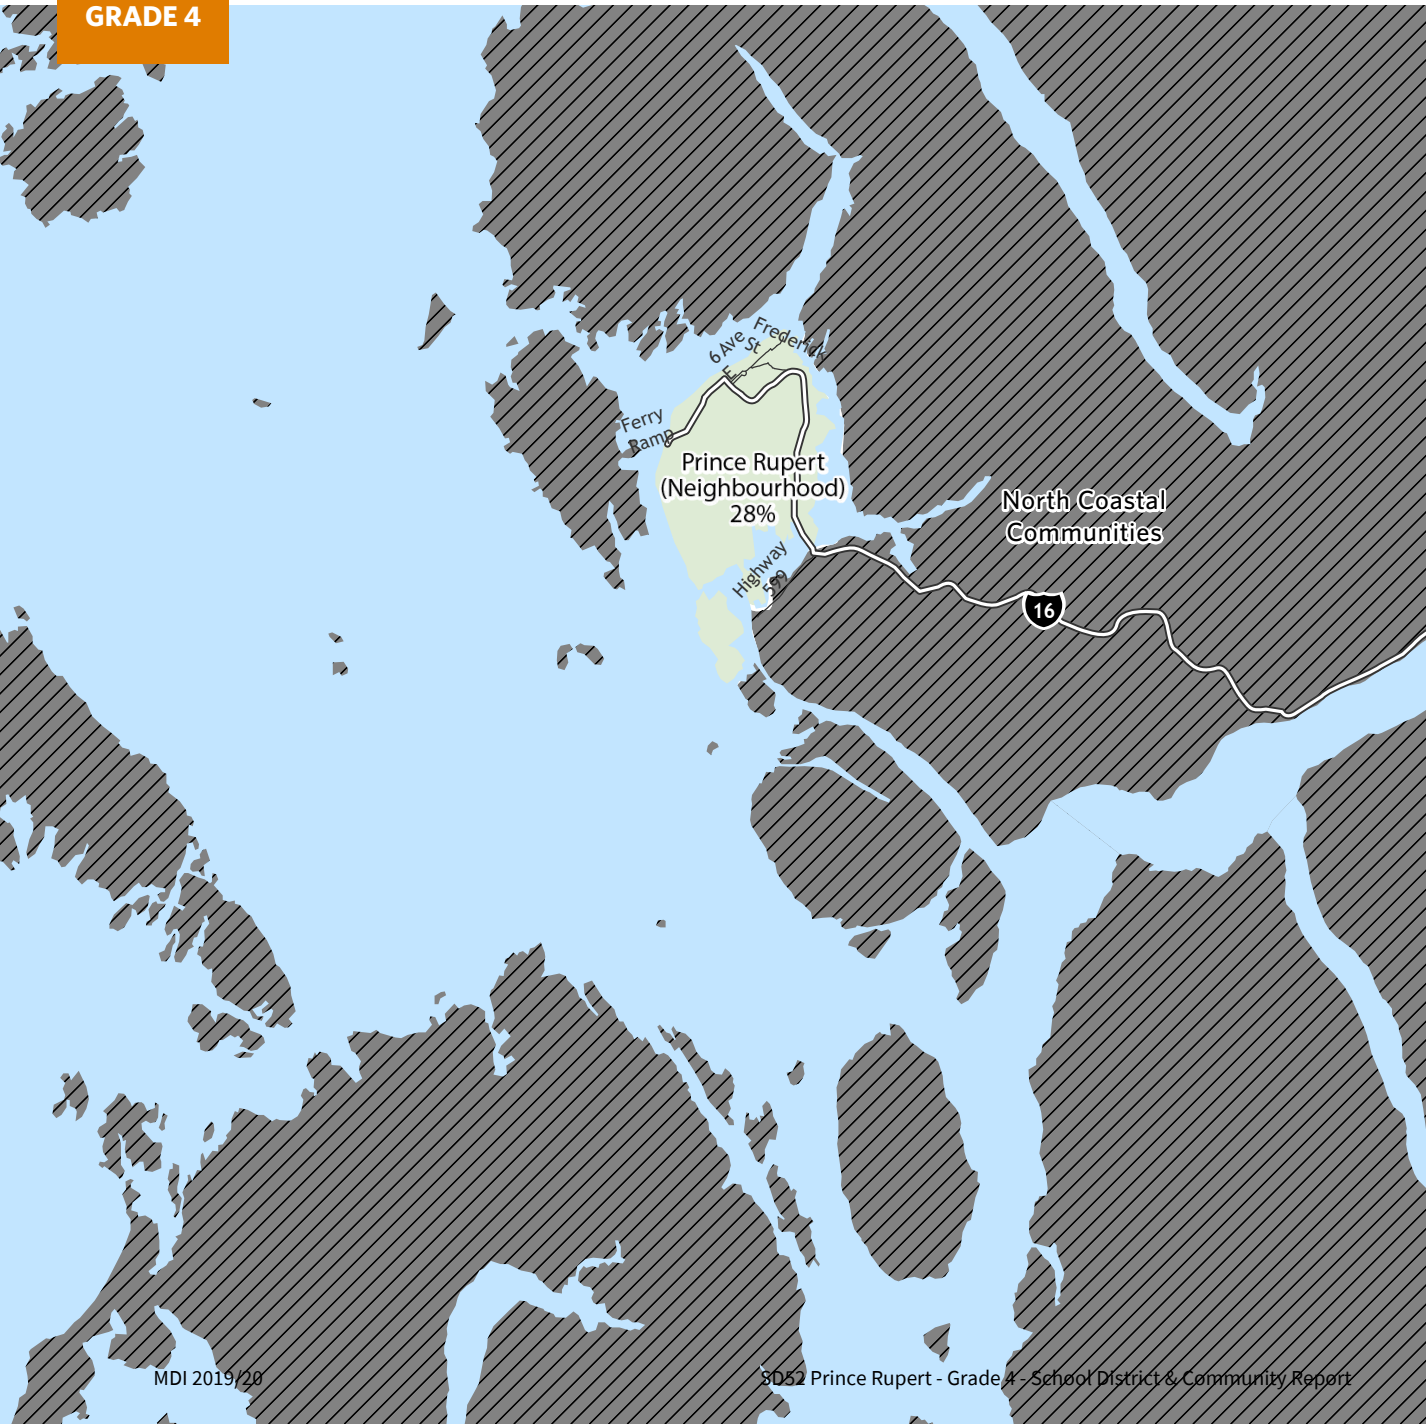 GRADE 4
Frederick
St
6 Ave
E
Ferry
Ramp
Prince Rupert
(Neighbourhood)
28%
North Coastal
Communities
Highway
599
16
MDI 2019/20
SD52 Prince Rupert - Grade 4 - School District & Community Report